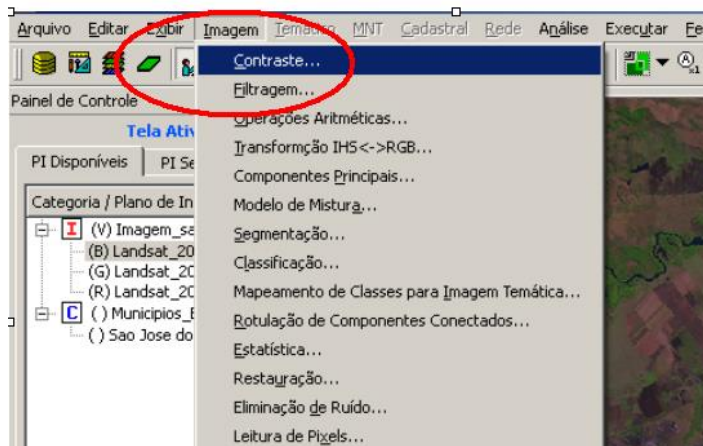 Arquivo Editar Exibir Imagem Temático MNT Cadastral Rede Análise Executar Fe
Painel de Controle
Tela Ativ
PI Disponíveis PI Se
Categoria / Plano de In
(V) Imagem_sa
(B) Landsat_20
(G) Landsat_20
(R) Landsat_20
( ) Municipios_E
( ) Sao Jose do
Contraste...
Filtragem...
Operações Aritméticas...
Transformção IHS<->RGB...
Componentes Principais...
Modelo de Mistura...
Segmentação...
Classificação...
Mapeamento de Classes para Imagem Temática...
Rotulação de Componentes Conectados...
Estatística...
Restauração...
Eliminação de Ruído...
Leitura de Pixels...